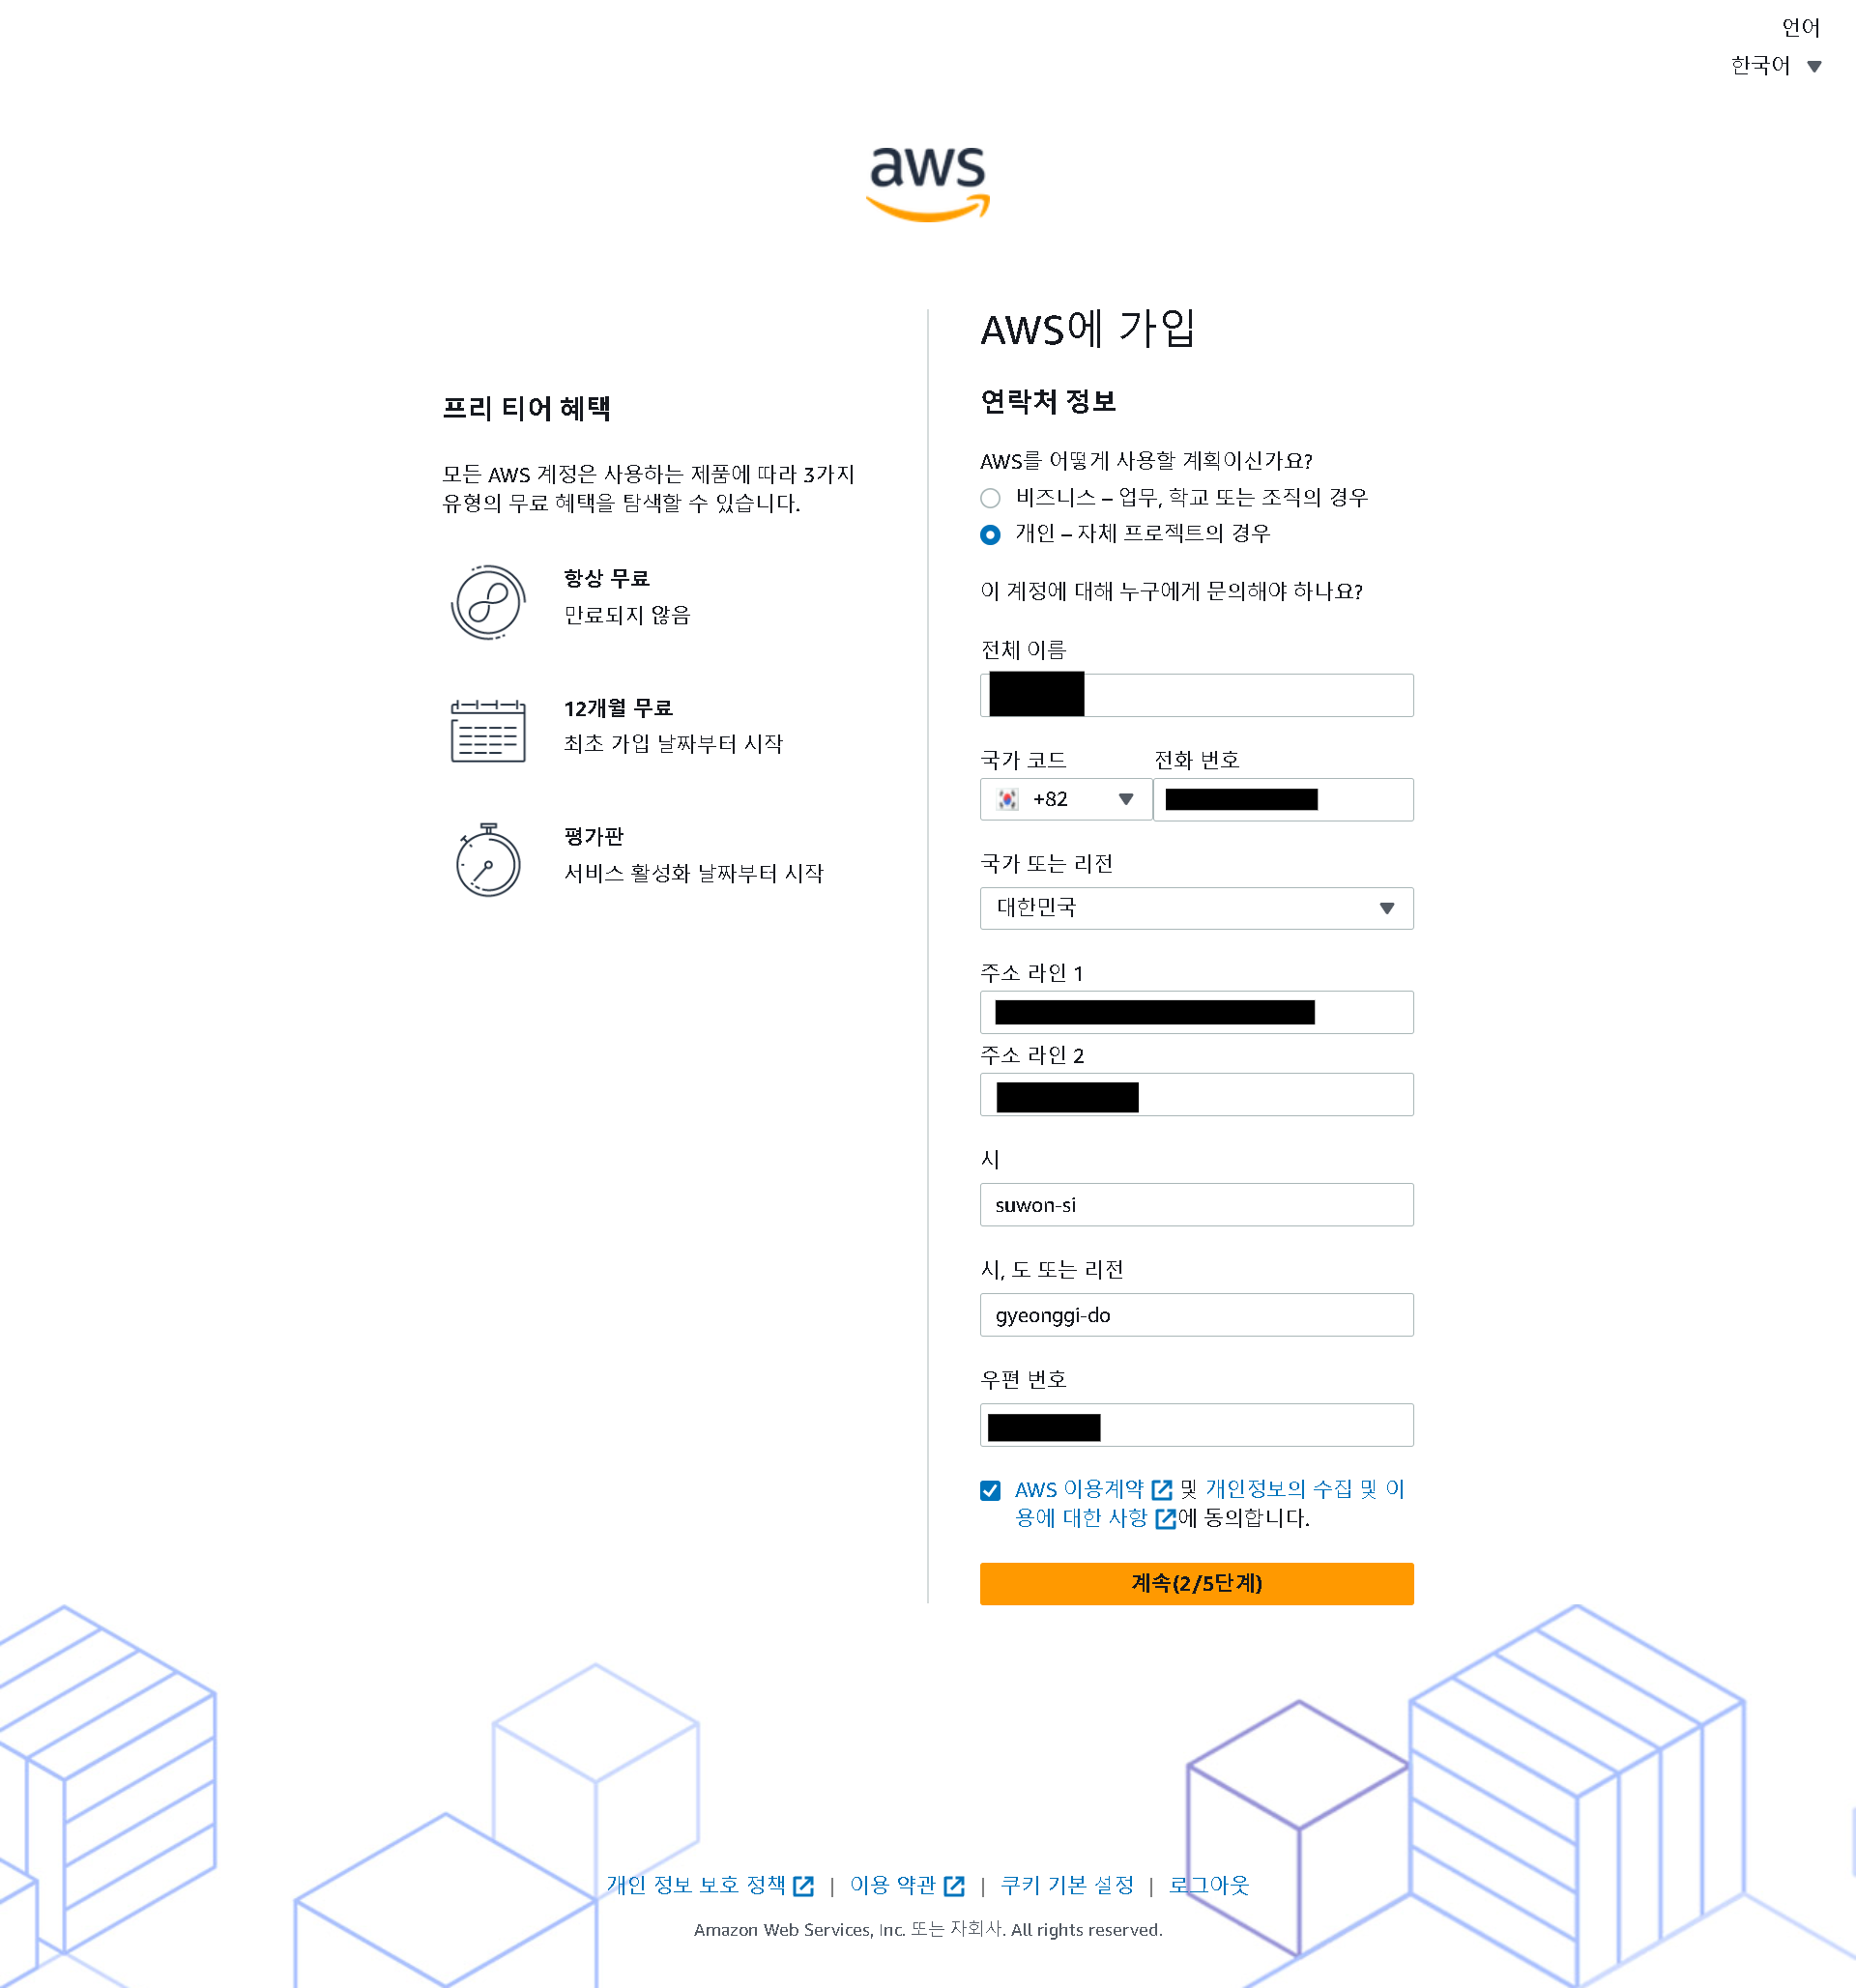 언어
한국어
aws
프리 티어 혜택
모든 AWS 계정은 사용하는 제품에 따라 3가지
유형의 무료 혜택을 탐색할 수 있습니다.
항상 무료
만료되지 않음
12개월 무료
최초 가입 날짜부터 시작
평가판
서비스 활성화 날짜부터 시작
AWS에 가입
연락처 정보
AWS를 어떻게 사용할 계획이신가요?
비즈니스 – 업무, 학교 또는 조직의 경우
개인 – 자체 프로젝트의 경우
이 계정에 대해 누구에게 문의해야 하나요?
전체 이름
국가 코드 전화 번호
+82
국가 또는 리전
대한민국
주소 라인 1
주소 라인 2
시
suwon-si
시, 도 또는 리전
gyeonggi-do
우편 번호
AWS 이용계약 및 개인정보의 수집 및 이
용에 대한 사항에 동의합니다.
계속(2/5단계)
개인 정보 보호 정책 | 이용 약관 | 쿠키 기본 설정 | 로그아웃
Amazon Web Services, Inc. 또는 자회사. All rights reserved.